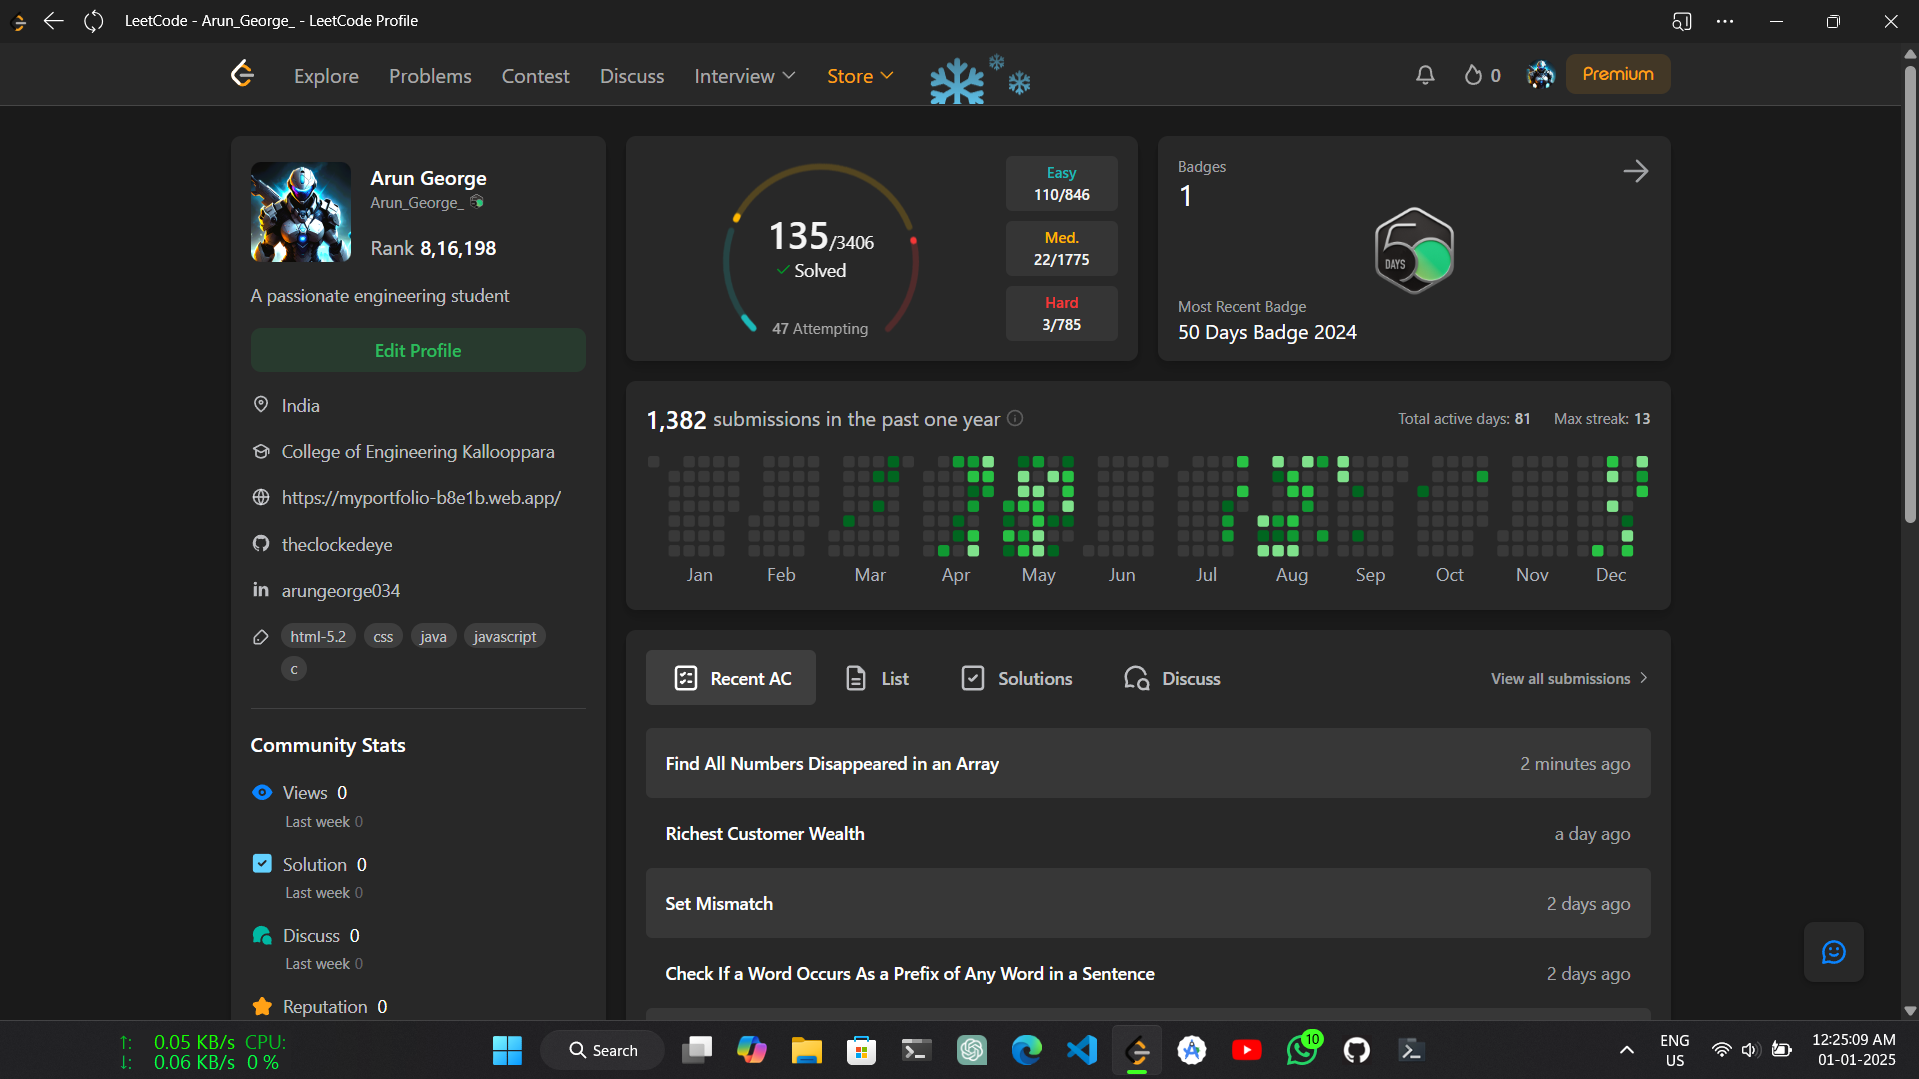 LeetCode - Arun_George_ - LeetCode Profile
Explore Problems Contest Discuss Interview Store
0
Premium
Arun George
Arun_George_
Rank 8,16,198
A passionate engineering student
Edit Profile
India
College of Engineering Kallooppara
https://myportfolio-b8e1b.web.app/
theclockedeye
in arungeorge034
html-5.2 css java javascript
c
Community Stats
Views 0
Last week 0
Solution 0
Last week 0
Discuss 0
Last week 0
Reputation 0
135/3406
Solved
47 Attempting
Easy
110/846
Med.
22/1775
Hard
3/785
Badges
1
50
DAYS
Most Recent Badge
50 Days Badge 2024
1,382 submissions in the past one year
Total active days: 81 Max streak: 13
Jan Feb Mar Apr May Jun Jul Aug Sep Oct Nov Dec
Recent AC List Solutions Discuss
View all submissions
Find All Numbers Disappeared in an Array 2 minutes ago
Richest Customer Wealth a day ago
Set Mismatch 2 days ago
Check If a Word Occurs As a Prefix of Any Word in a Sentence 2 days ago
↑: 0.05 KB/s CPU:
↓: 0.06 KB/s 0 %
Search
10
ENG
US
12:25:09 AM
01-01-2025